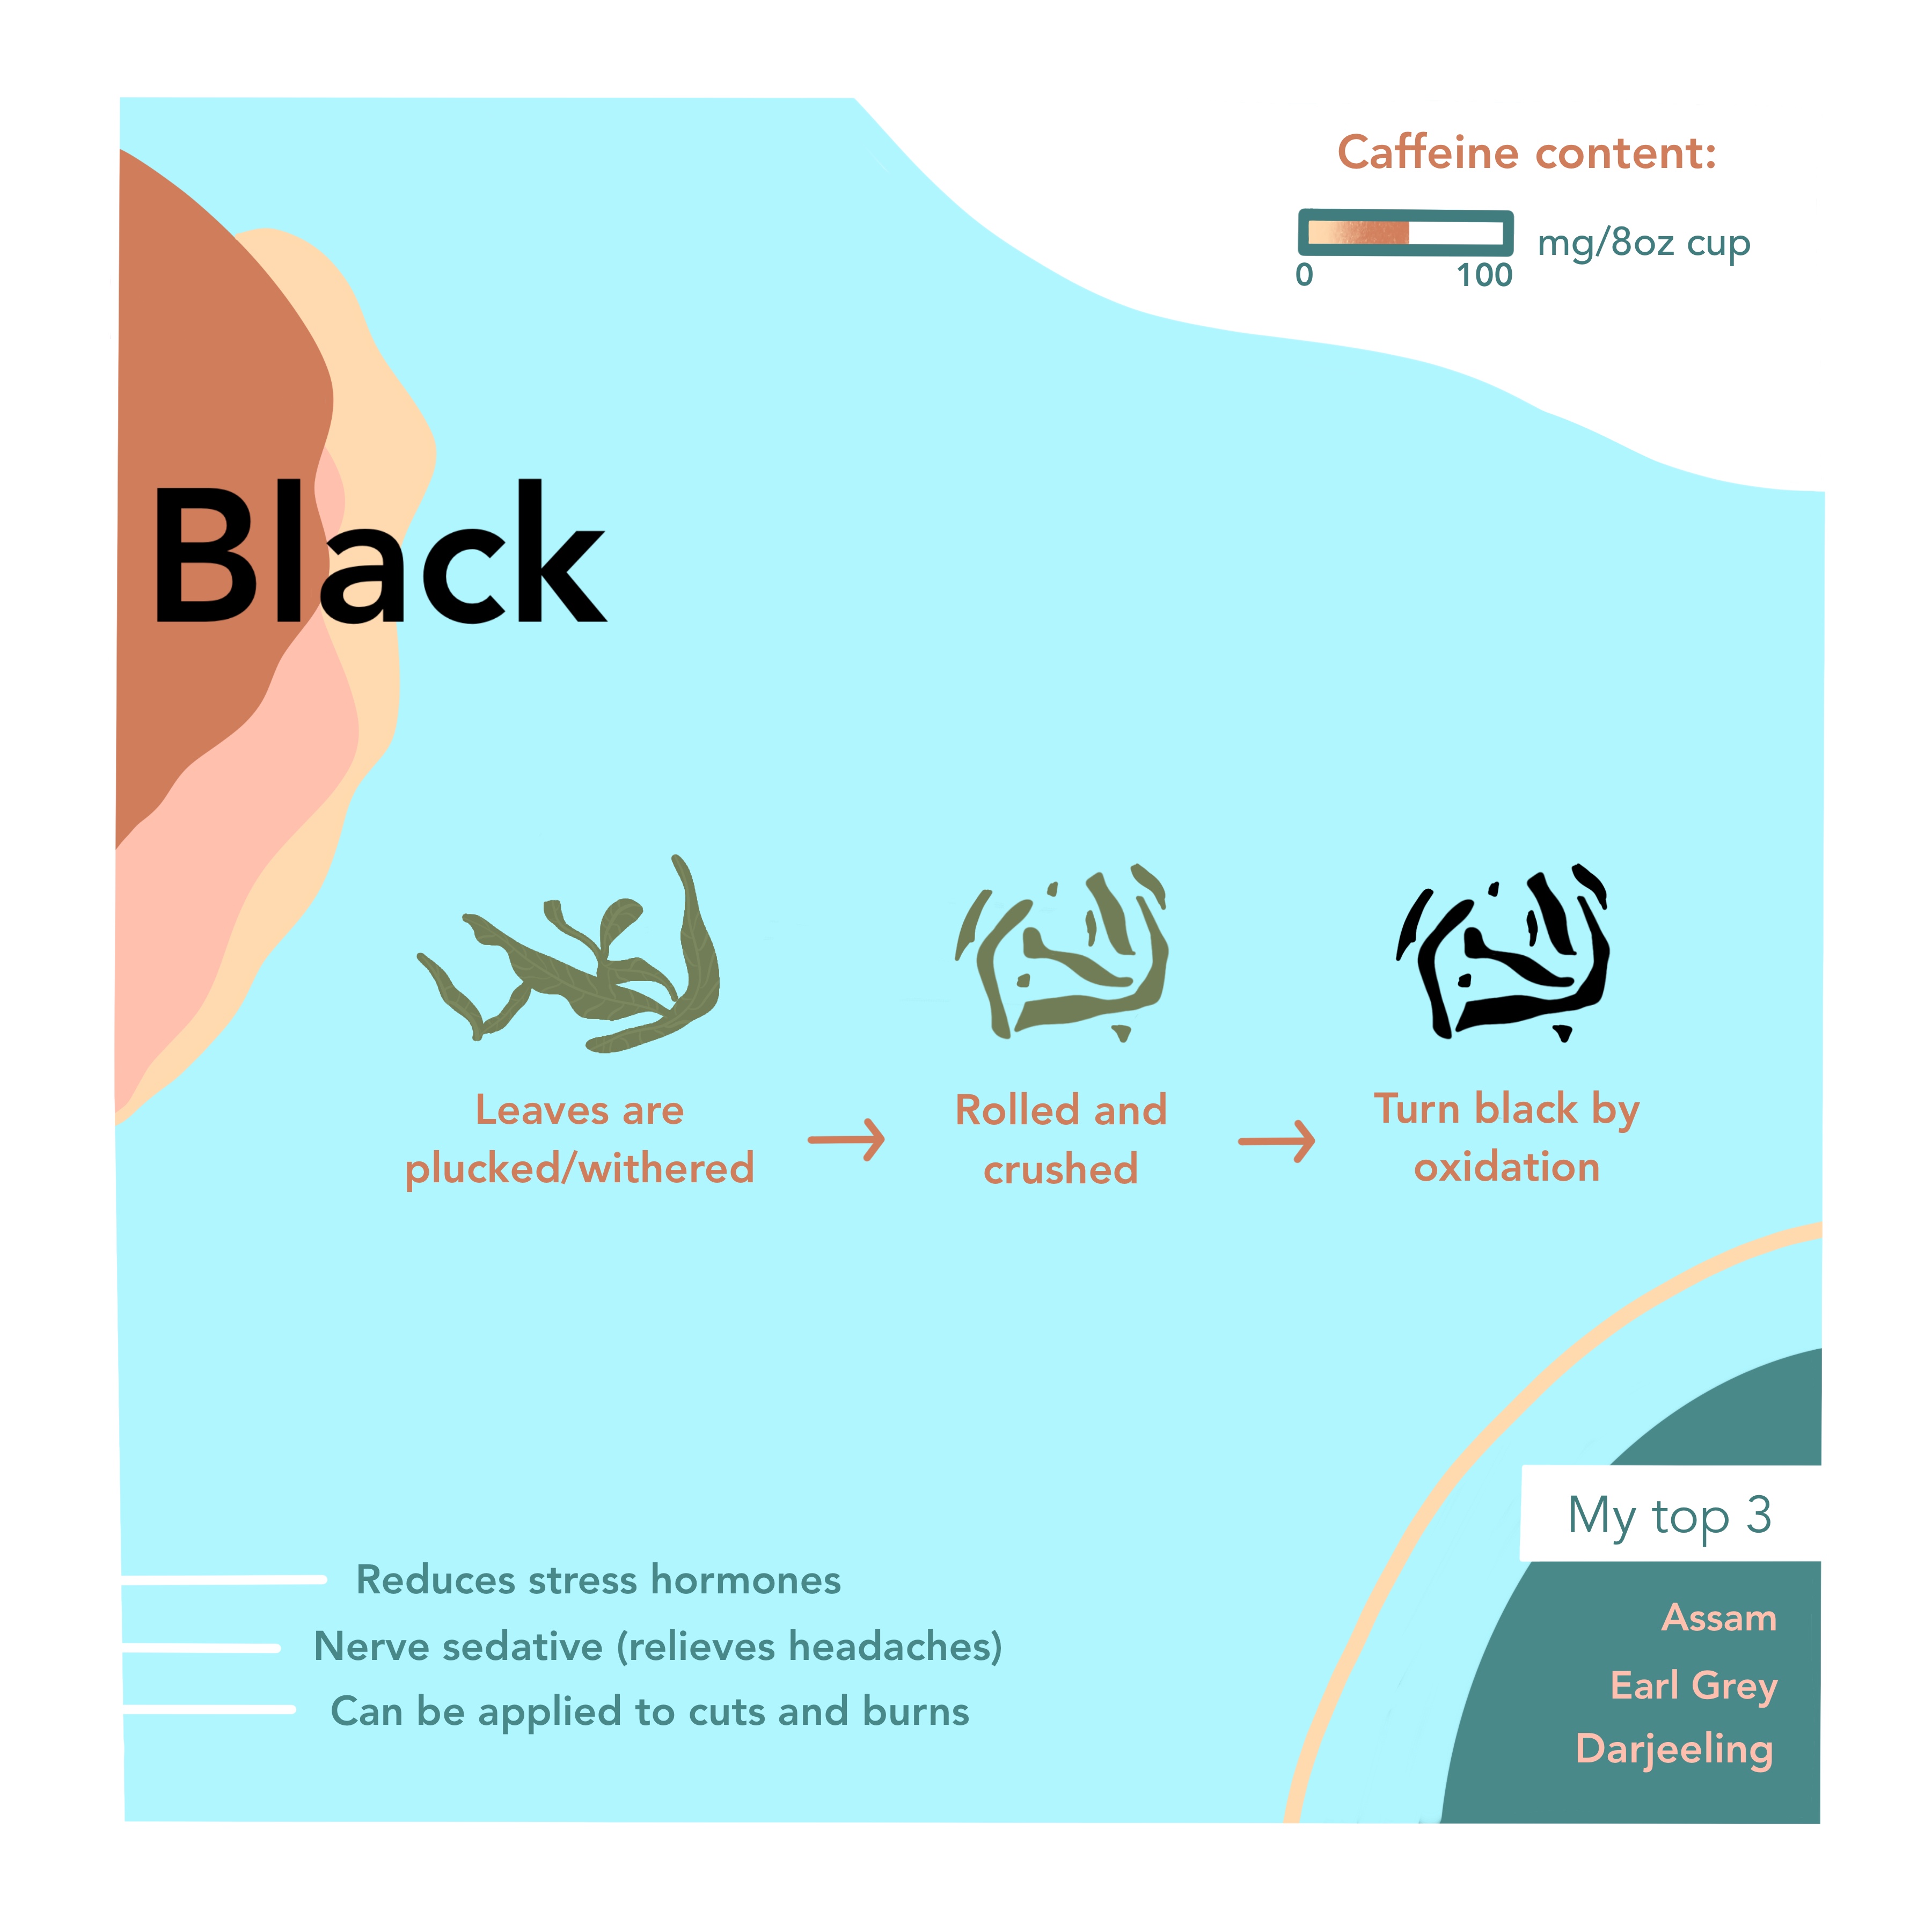 Caffeine content:
mg/8oz cup
0 100
Black
Leaves are
plucked/withered
Rolled and
crushed
Turn black by
oxidation
Reduces stress hormones
Nerve sedative (relieves headaches)
Can be applied to cuts and burns
My top 3
Assam
Earl Grey
Darjeeling